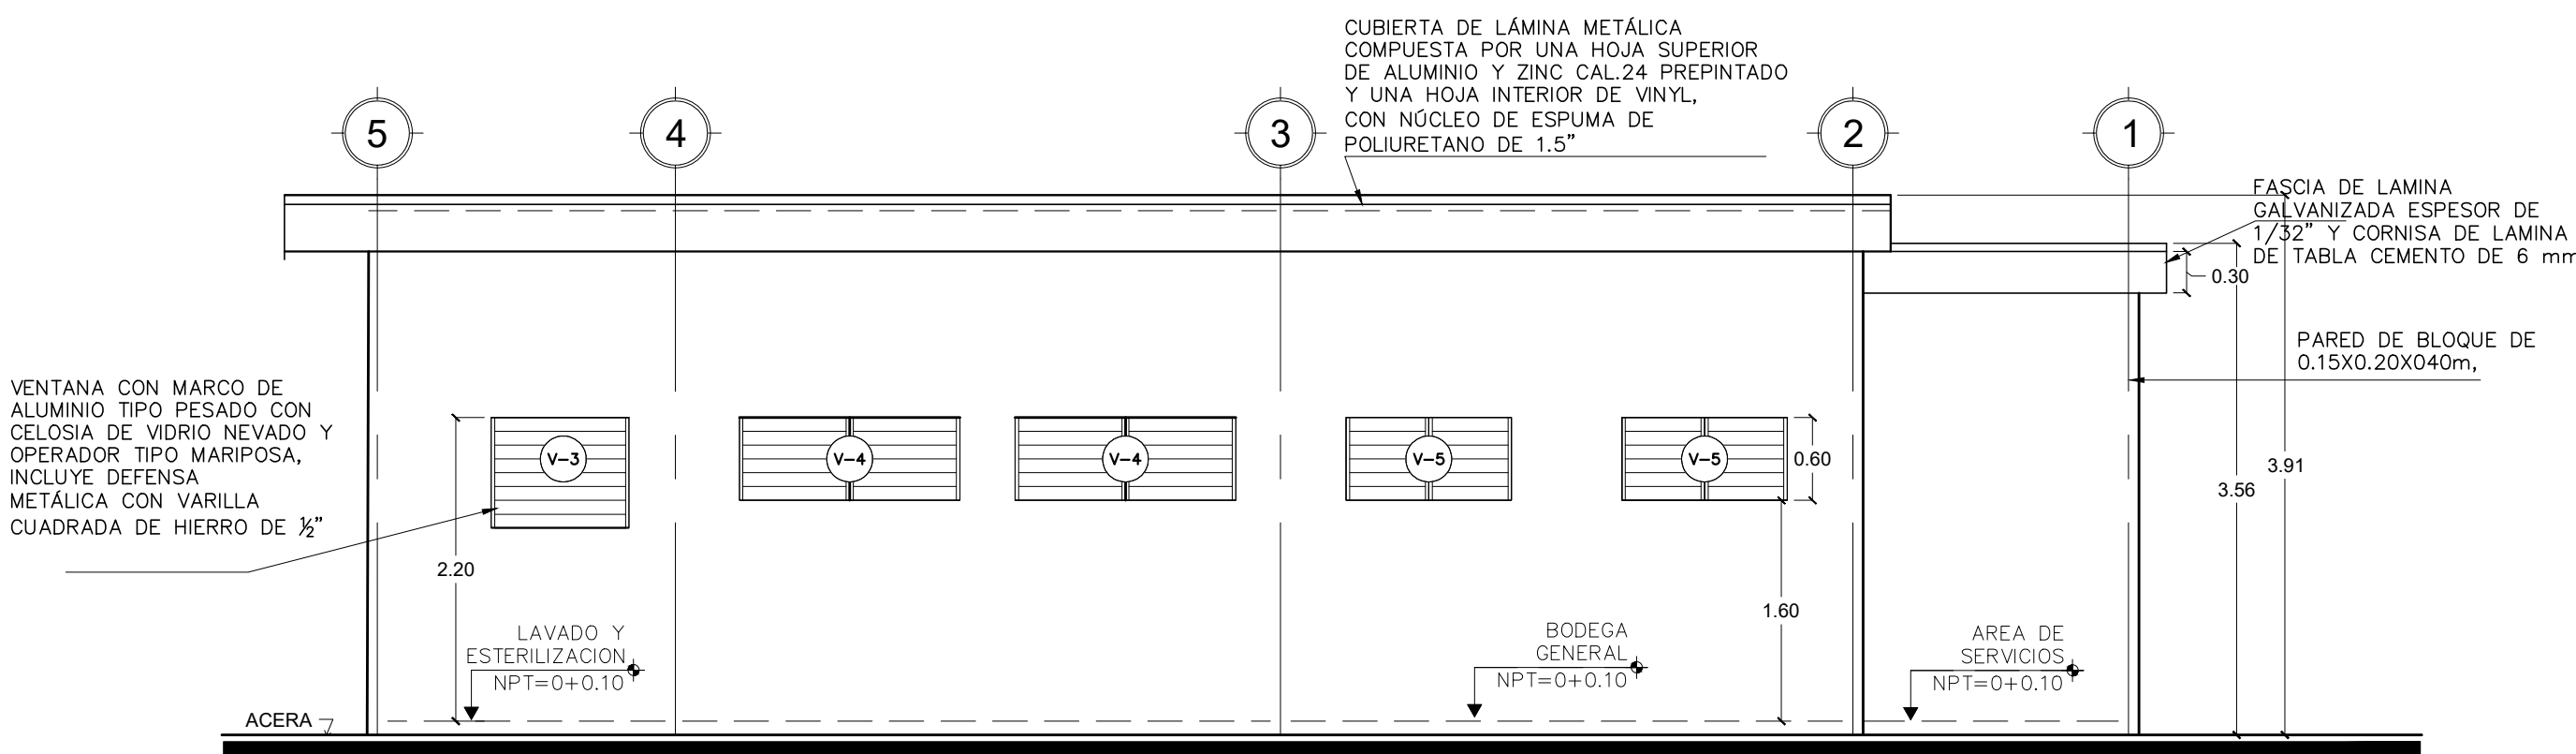 CUBIERTA DE LÁMINA METÁLICA
COMPUESTA POR UNA HOJA SUPERIOR
DE ALUMINIO Y ZINC CAL.24 PREPINTADO
Y UNA HOJA INTERIOR DE VINYL,
CON NÚCLEO DE ESPUMA DE
POLIURETANO DE 1.5"
5
4
3
2
1
FASCIA DE LAMINA
GALVANIZADA ESPESOR DE
1/32" Y CORNISA DE LAMINA
DE TABLA CEMENTO DE 6 mm
0.30
PARED DE BLOQUE DE
0.15X0.20X040m,
VENTANA CON MARCO DE
ALUMINIO TIPO PESADO CON
CELOSIA DE VIDRIO NEVADO Y
OPERADOR TIPO MARIPOSA,
INCLUYE DEFENSA
METÁLICA CON VARILLA
CUADRADA DE HIERRO DE ½"
V-3
V-4
V-4
V-5
V-5
0.60
3.91
3.56
2.20
1.60
LAVADO Y
ESTERILIZACION
NPT=0+0.10
BODEGA
GENERAL
NPT=0+0.10
AREA DE
SERVICIOS
NPT=0+0.10
ACERA